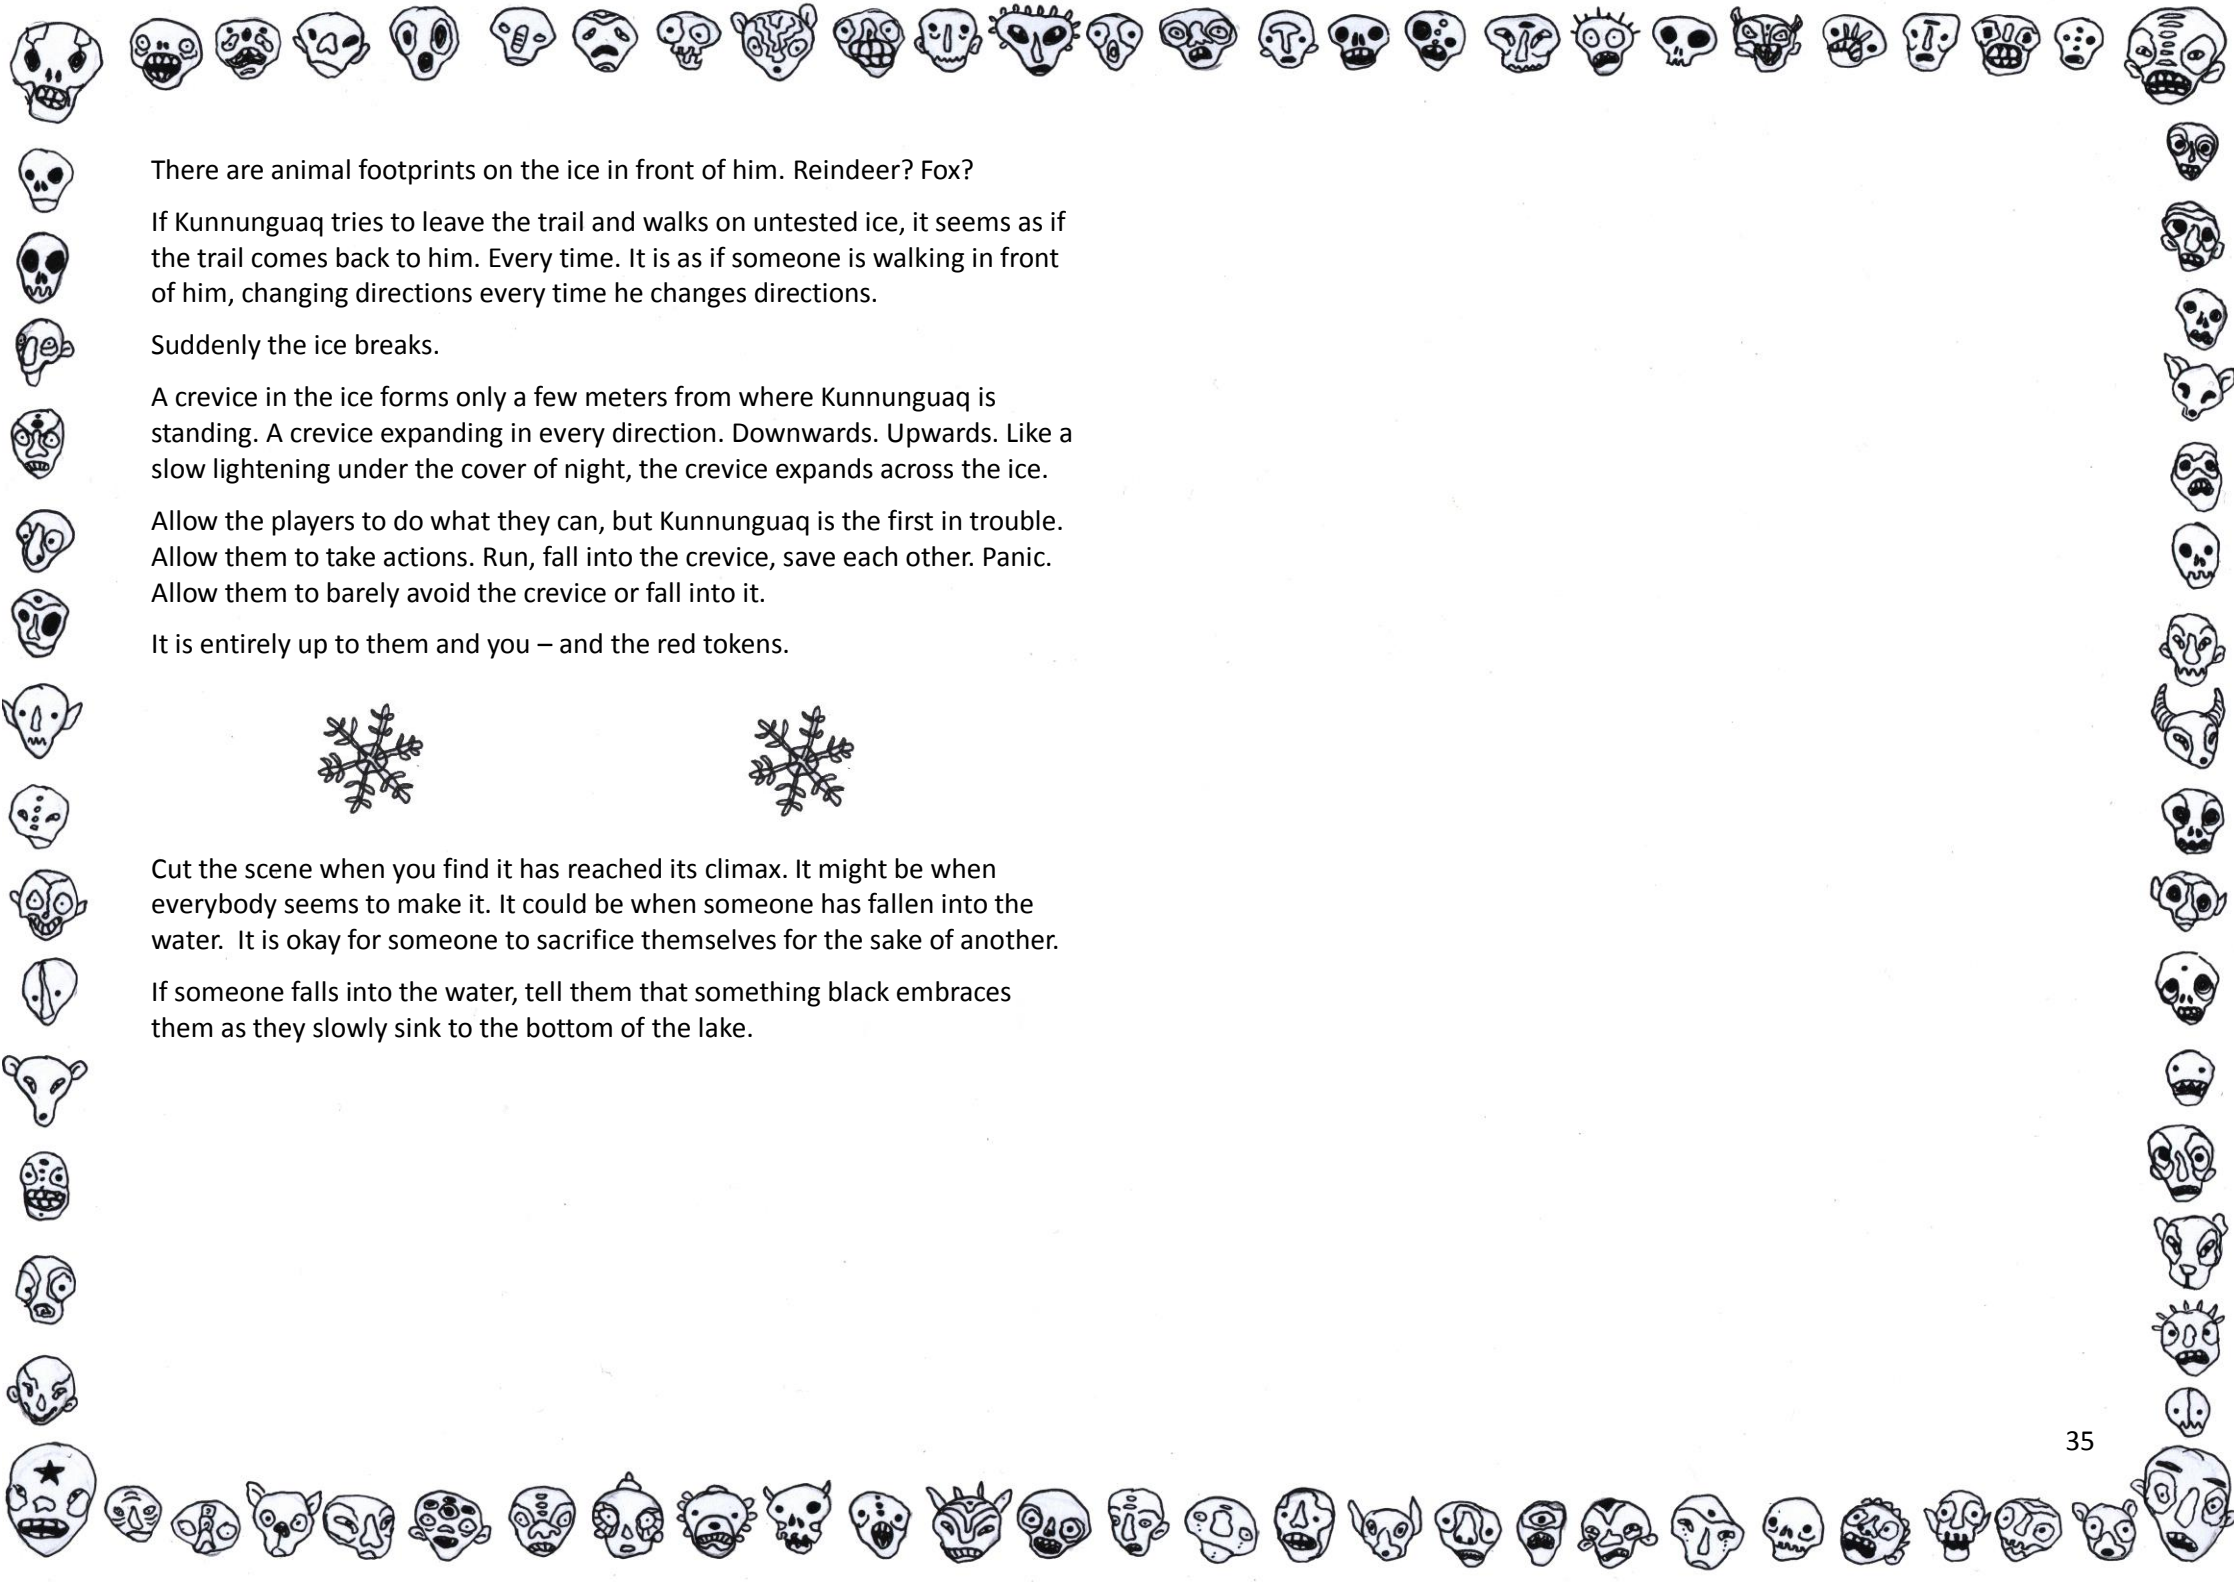 There are animal footprints on the ice in front of him. Reindeer? Fox?
If Kunnunguaq tries to leave the trail and walks on untested ice, it seems as if
the trail comes back to him. Every time. It is as if someone is walking in front
of him, changing directions every time he changes directions.
Suddenly the ice breaks.
A crevice in the ice forms only a few meters from where Kunnunguaq is
standing. A crevice expanding in every direction. Downwards. Upwards. Like a
slow lightening under the cover of night, the crevice expands across the ice.
Allow the players to do what they can, but Kunnunguaq is the first in trouble.
Allow them to take actions. Run, fall into the crevice, save each other. Panic.
Allow them to barely avoid the crevice or fall into it.
It is entirely up to them and you – and the red tokens.
Cut the scene when you find it has reached its climax. It might be when
everybody seems to make it. It could be when someone has fallen into the
water.  It is okay for someone to sacrifice themselves for the sake of another.
If someone falls into the water, tell them that something black embraces
them as they slowly sink to the bottom of the lake.
35